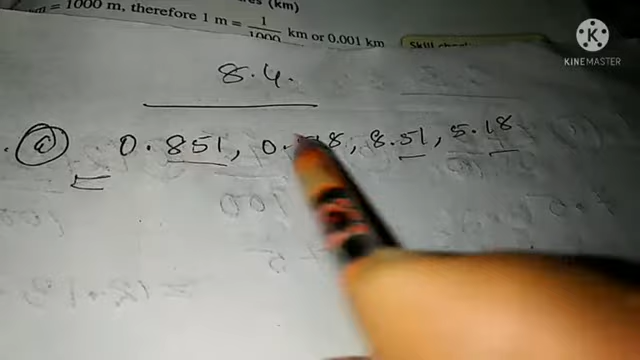 = 1000 m, therefore 1 m = 1/1000 km or 0.001 km
KINEMASTER
8.4.
(a) 0.851, 0. 18, 8.51, 5.18